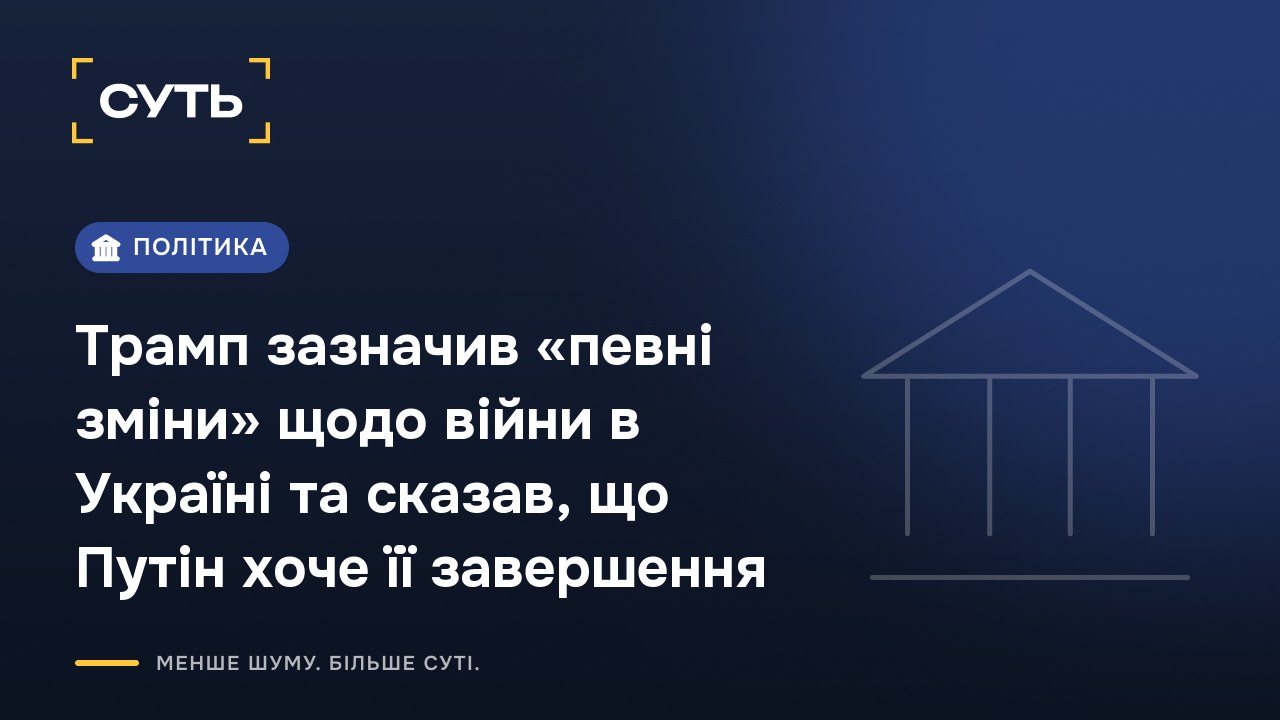 СУТЬ
ПОЛІТИКА
Трамп зазначив «певні
зміни» щодо війни в
Україні та сказав, що
Путін хоче її завершення
МЕНШЕ ШУМУ. БІЛЬШЕ СУТІ.